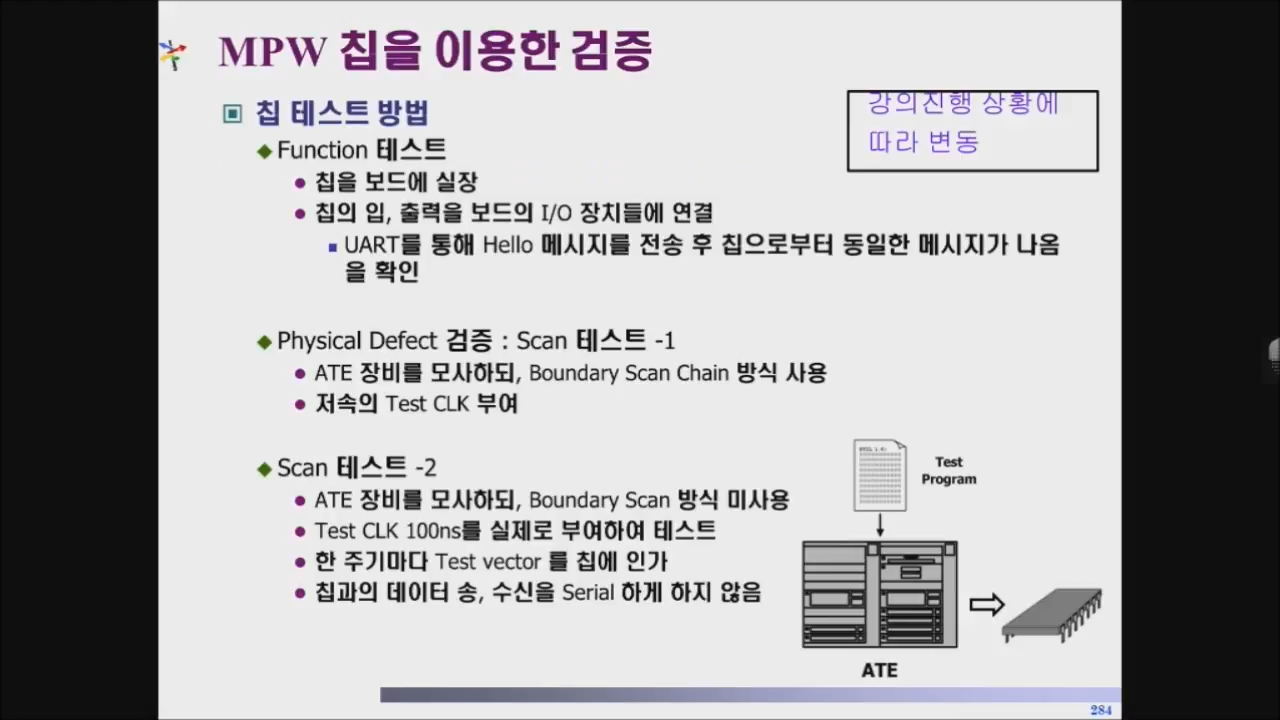 MPW 칩을 이용한 검증
강의진행 상황에
따라 변동
칩 테스트 방법
Function 테스트
칩을 보드에 실장
칩의 입, 출력을 보드의 I/O 장치들에 연결
UART를 통해 Hello 메시지를 전송 후 칩으로부터 동일한 메시지가 나옴
을 확인
Physical Defect 검증 : Scan 테스트 -1
ATE 장비를 모사하되, Boundary Scan Chain 방식 사용
저속의 Test CLK 부여
Scan 테스트 -2
ATE 장비를 모사하되, Boundary Scan 방식 미사용
Test CLK 100ns를 실제로 부여하여 테스트
한 주기마다 Test vector 를 칩에 인가
칩과의 데이터 송, 수신을 Serial 하게 하지 않음
Test
Program
ATE
284